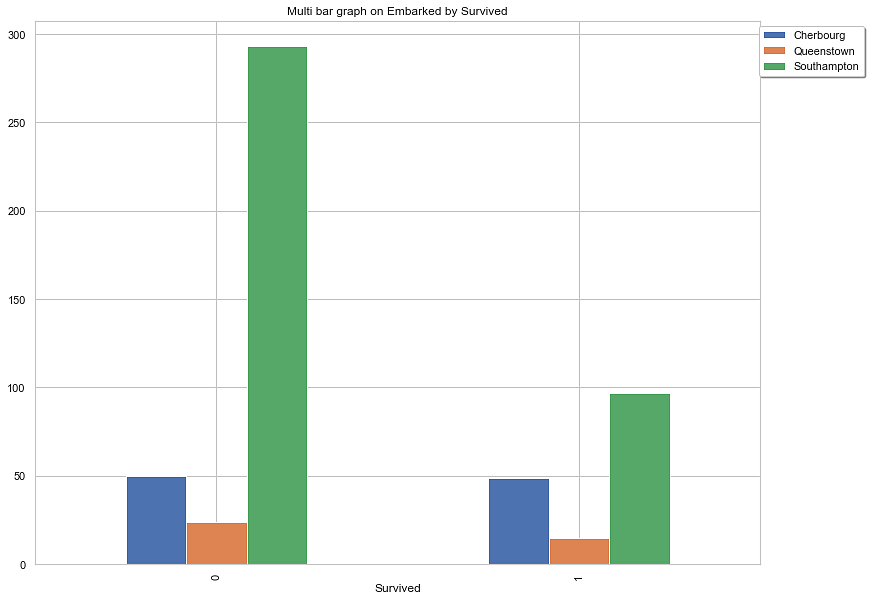 Multi bar graph on Embarked by Survived
Cherbourg
Queenstown
Southampton
300
250
200
150
100
50
0
0
1
Survived